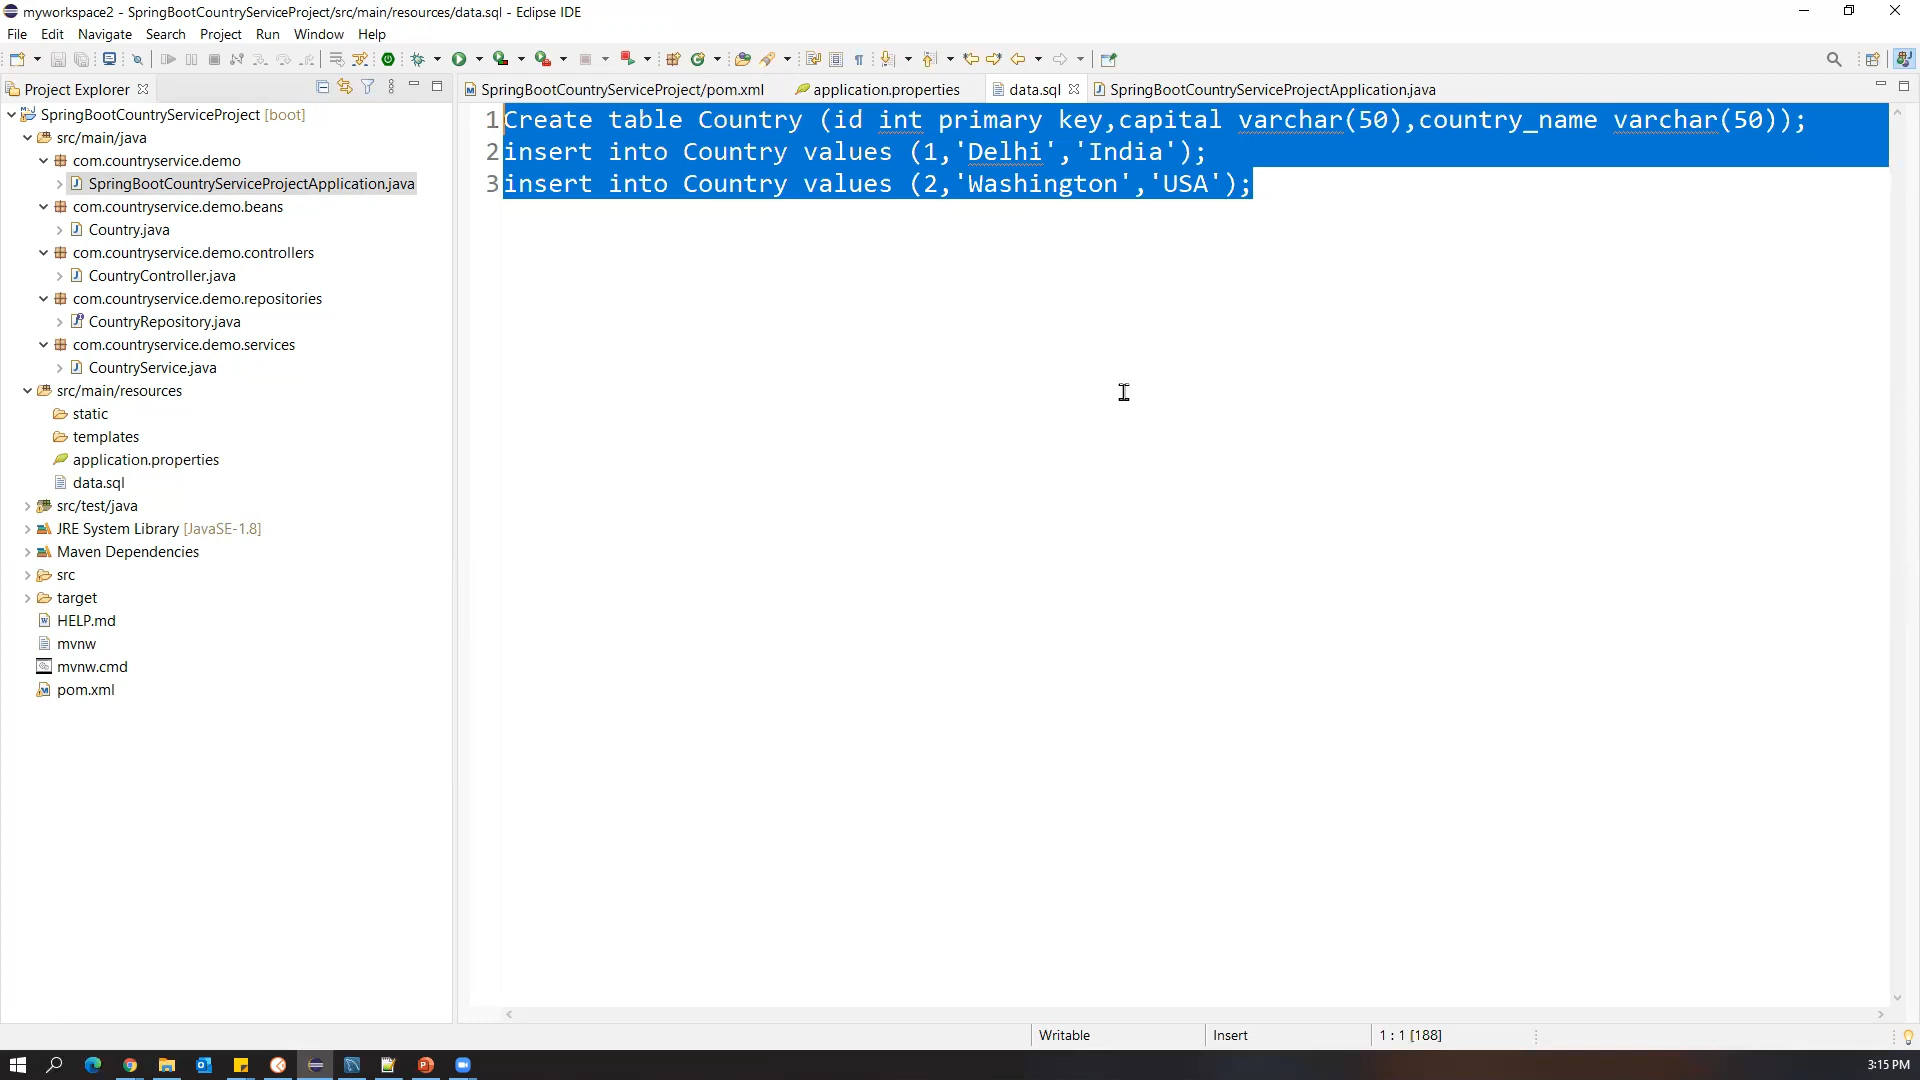 myworkspace2 - SpringBootCountryServiceProject/src/main/resources/data.sql - Eclipse IDE
File Edit Navigate Search Project Run Window Help
Project Explorer
SpringBootCountryServiceProject/pom.xml application.properties data.sql SpringBootCountryServiceProjectApplication.java
SpringBootCountryServiceProject [boot]
src/main/java
com.countryservice.demo
SpringBootCountryServiceProjectApplication.java
com.countryservice.demo.beans
Country.java
com.countryservice.demo.controllers
CountryController.java
com.countryservice.demo.repositories
CountryRepository.java
com.countryservice.demo.services
CountryService.java
src/main/resources
static
templates
application.properties
data.sql
src/test/java
JRE System Library [JavaSE-1.8]
Maven Dependencies
src
target
HELP.md
mvnw
mvnw.cmd
pom.xml
1 Create table Country (id int primary key,capital varchar(50),country_name varchar(50));
2 insert into Country values (1,'Delhi','India');
3 insert into Country values (2,'Washington','USA');
Writable Insert 1 : 1 [188]
3:15 PM